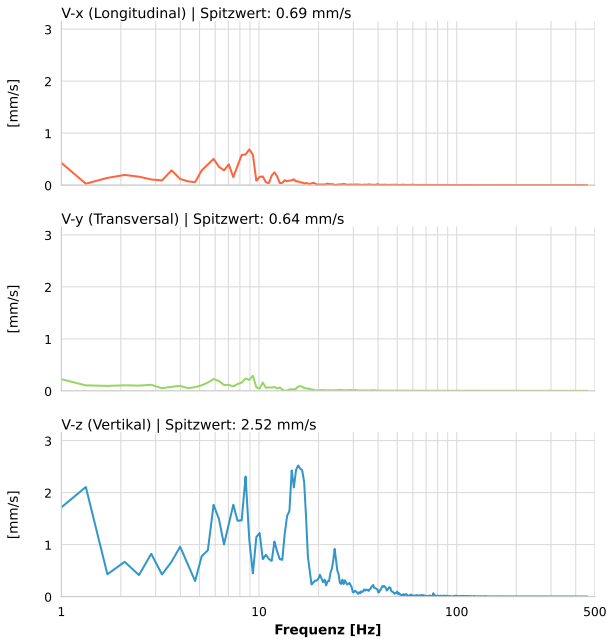 V-x (Longitudinal) | Spitzwert: 0.69 mm/s
3
2
1
0
[mm/s]
V-y (Transversal) | Spitzwert: 0.64 mm/s
3
2
1
0
[mm/s]
V-z (Vertikal) | Spitzwert: 2.52 mm/s
3
2
1
0
[mm/s]
1 10 100 500
Frequenz [Hz]